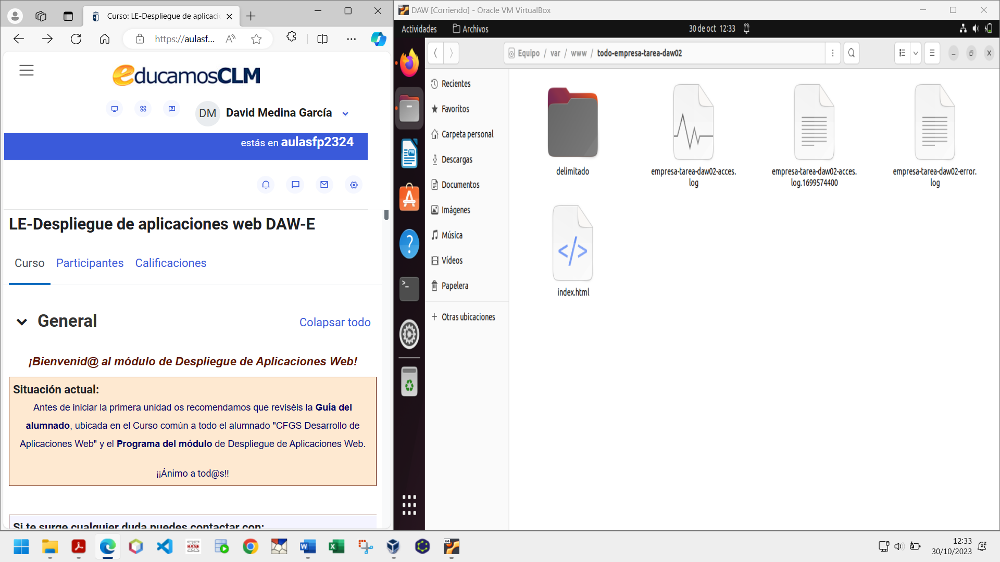 Curso: LE-Despliegue de aplicaci
https://aulasf...
educamosCLM
DM
David Medina García
estás en aulasfp2324
LE-Despliegue de aplicaciones web DAW-E
Curso
Participantes
Calificaciones
General
Colapsar todo
¡Bienvenid@ al módulo de Despliegue de Aplicaciones Web!
Situación actual:
Antes de iniciar la primera unidad os recomendamos que reviséis la Guía del
alumnado, ubicada en el Curso común a todo el alumnado "CFGS Desarrollo de
Aplicaciones Web" y el Programa del módulo de Despliegue de Aplicaciones Web.
¡¡Ánimo a tod@s!!
Si te surge cualquier duda puedes contactar con:
DAW [Corriendo] - Oracle VM VirtualBox
Actividades
Archivos
30 de oct 12:33
Equipo / var / www / todo-empresa-tarea-daw02
Recientes
Favoritos
Carpeta personal
Descargas
Documentos
Imágenes
Música
Vídeos
Papelera
+ Otras ubicaciones
delimitado
empresa-tarea-daw02-acces.
log
empresa-tarea-daw02-acces.
log.1699574400
empresa-tarea-daw02-error.
log
index.html
12:33
30/10/2023